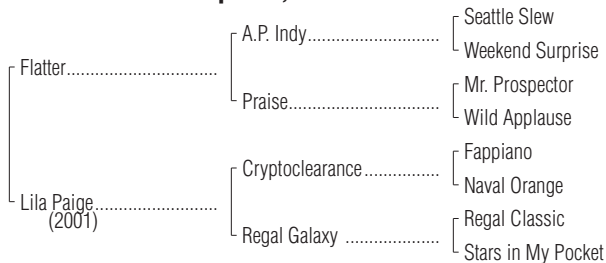 Seattle Slew
A.P. Indy
Weekend Surprise
Flatter
Mr. Prospector
Praise
Wild Applause
Fappiano
Cryptoclearance
Naval Orange
Lila Paige
(2001)
Regal Classic
Regal Galaxy
Stars in My Pocket